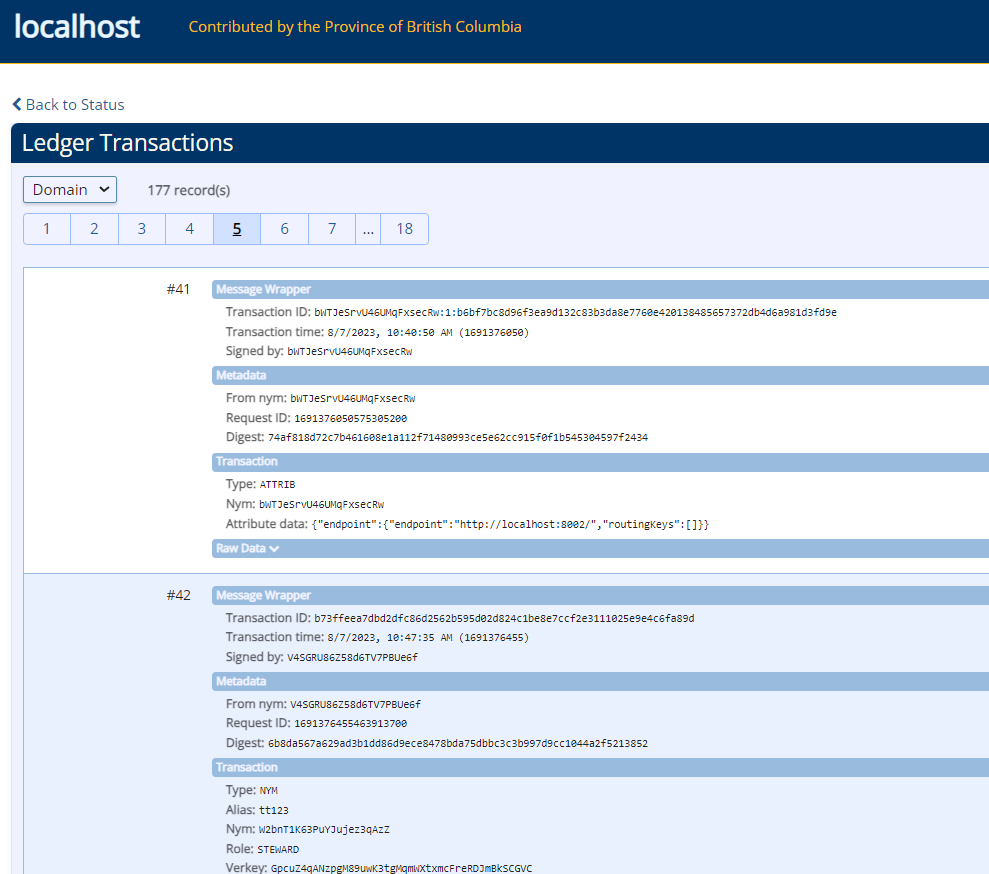 localhost Contributed by the Province of British Columbia
Back to Status
Ledger Transactions
Domain 177 record(s)
1 2 3 4 5 6 7 ... 18
#41 Message Wrapper
Transaction ID: bWTJeSrvU46UMqFxsecRw:1:b6bf7bc8d96f3ea9d132c83b3da8e7760e420138485657372db4d6a981d3fd9e
Transaction time: 8/7/2023, 10:40:50 AM (1691376050)
Signed by: bWTJeSrvU46UMqFxsecRw
Metadata
From nym: bWTJeSrvU46UMqFxsecRw
Request ID: 1691376050575305200
Digest: 74af818d72c7b461608e1a112f71480993ce5e62cc915f0f1b545304597f2434
Transaction
Type: ATTRIB
Nym: bWTJeSrvU46UMqFxsecRw
Attribute data: {"endpoint":{"endpoint":"http://localhost:8002/","routingKeys":[]}}
Raw Data
#42 Message Wrapper
Transaction ID: b73ffeea7dbd2dfc86d2562b595d02d824c1be8e7ccf2e3111025e9e4c6fa89d
Transaction time: 8/7/2023, 10:47:35 AM (1691376455)
Signed by: V4SGRU86Z58d6TV7PBUe6f
Metadata
From nym: V4SGRU86Z58d6TV7PBUe6f
Request ID: 1691376455463913700
Digest: 6b8da567a629ad3b1dd86d9ece8478bda75dbbc3c3b997d9cc1044a2f5213852
Transaction
Type: NYM
Alias: tt123
Nym: W2bnT1K63PuYJujez3qAzZ
Role: STEWARD
Verkey: GpcuZ4qANzpgM89uwK3tgMqmWXtxmcFreRDJmBkSCGVC